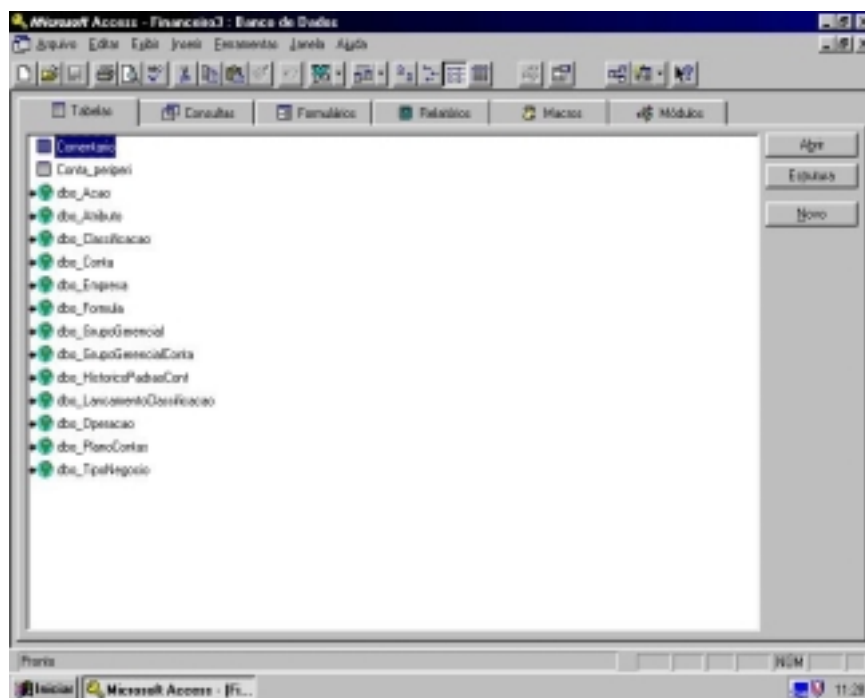 Microsoft Access - Financeiro3 : Banco de Dados
Arquivo Editar Exibir Inserir Ferramentas Janela Ajuda
Tabelas Consultas Formulários Relatórios Macros Módulos
Comentario
Conta_periperi
dbo_Acao
dbo_Atributo
dbo_Classificacao
dbo_Conta
dbo_Empresa
dbo_Formula
dbo_GrupoGerencial
dbo_GrupoGerencialConta
dbo_HistoricoPadraoCont
dbo_LancamentoClassificacao
dbo_Operacao
dbo_PlanoContas
dbo_TipoNegocio
Abrir
Estrutura
Novo
Pronto NUM
Iniciar Microsoft Access - [Fi...